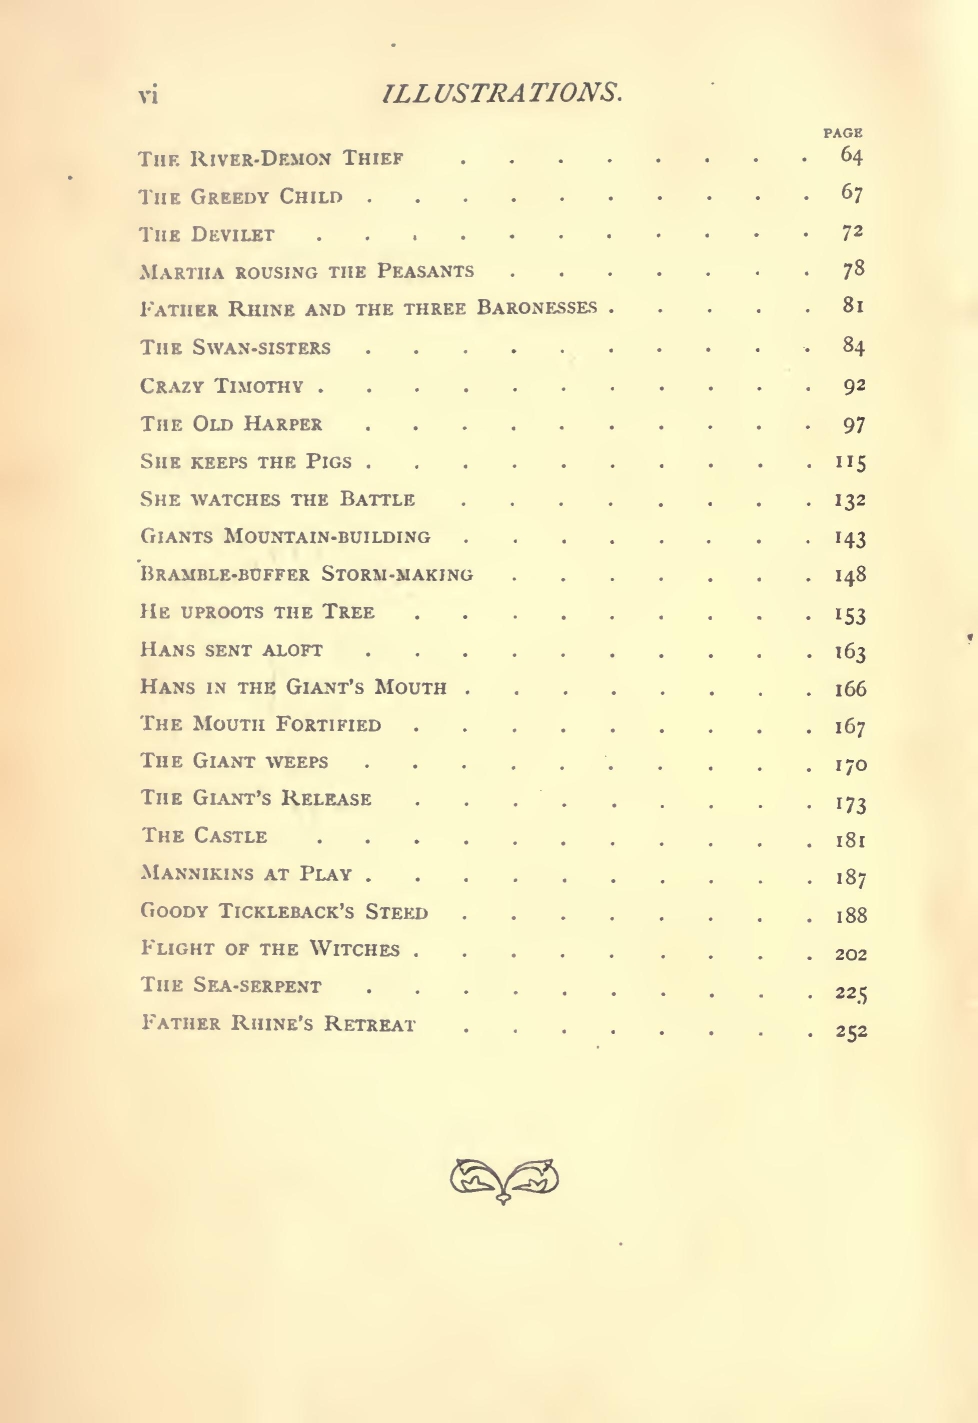 vi ILLUSTRATIONS.
PAGE
The River-Demon Thief . . . . . . . . 64
The Greedy Child . . . . . . . . . . 67
The Devilet . . . . . . . . . . . 72
Martha rousing the Peasants . . . . . . . 78
Father Rhine and the three Baronesses . . . . . 81
The Swan-sisters . . . . . . . . . . 84
Crazy Timothy . . . . . . . . . . . 92
The Old Harper . . . . . . . . . . 97
She keeps the Pigs . . . . . . . . . . 115
She watches the Battle . . . . . . . . 132
Giants Mountain-building . . . . . . . . 143
Bramble-buffer Storm-making . . . . . . . 148
He uproots the Tree . . . . . . . . . 153
Hans sent aloft . . . . . . . . . . 163
Hans in the Giant's Mouth . . . . . . . . 166
The Mouth Fortified . . . . . . . . . 167
The Giant weeps . . . . . . . . . . 170
The Giant's Release . . . . . . . . . 173
The Castle . . . . . . . . . . . 181
Mannikins at Play . . . . . . . . . . 187
Goody Tickleback's Steed . . . . . . . . 188
Flight of the Witches . . . . . . . . . 202
The Sea-serpent . . . . . . . . . . 225
Father Rhine's Retreat . . . . . . . . 252